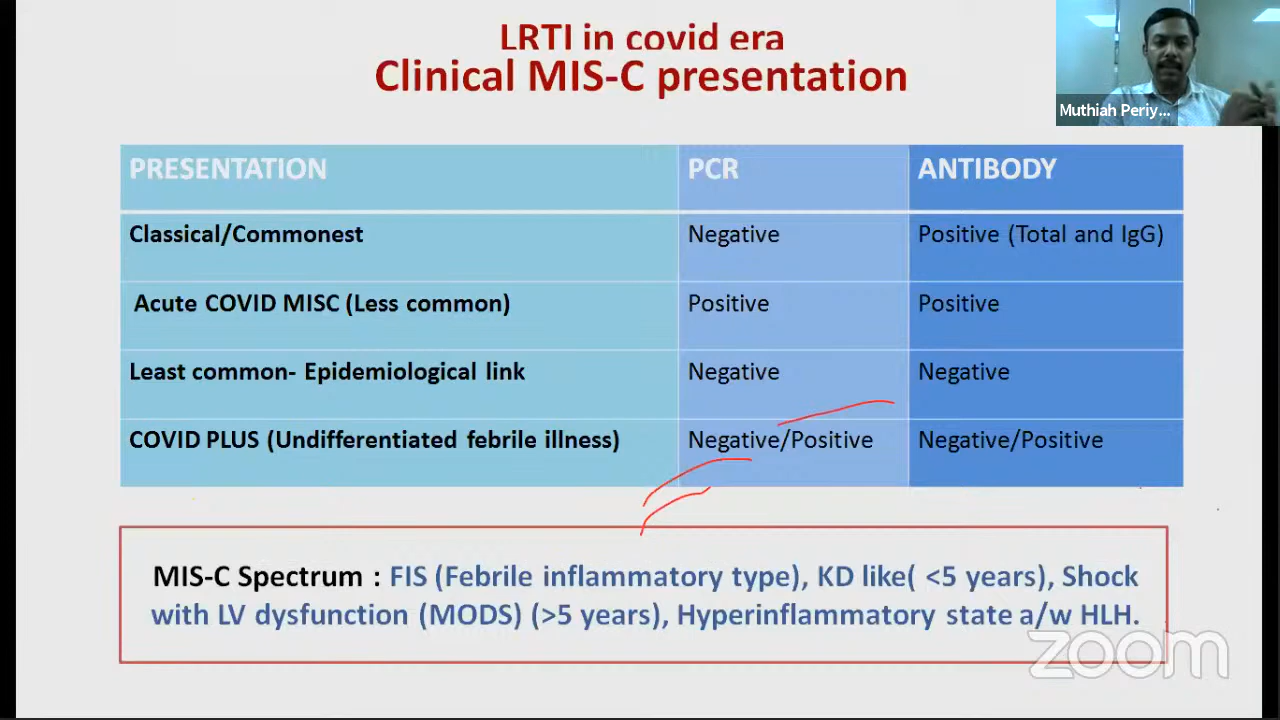 LRTI in covid era
Clinical MIS-C presentation
Muthiah Periy...
PRESENTATION PCR ANTIBODY
Classical/Commonest Negative Positive (Total and IgG)
Acute COVID MISC (Less common) Positive Positive
Least common- Epidemiological link Negative Negative
COVID PLUS (Undifferentiated febrile illness) Negative/Positive Negative/Positive
MIS-C Spectrum : FIS (Febrile inflammatory type), KD like( <5 years), Shock
with LV dysfunction (MODS) (>5 years), Hyperinflammatory state a/w HLH.
zoom